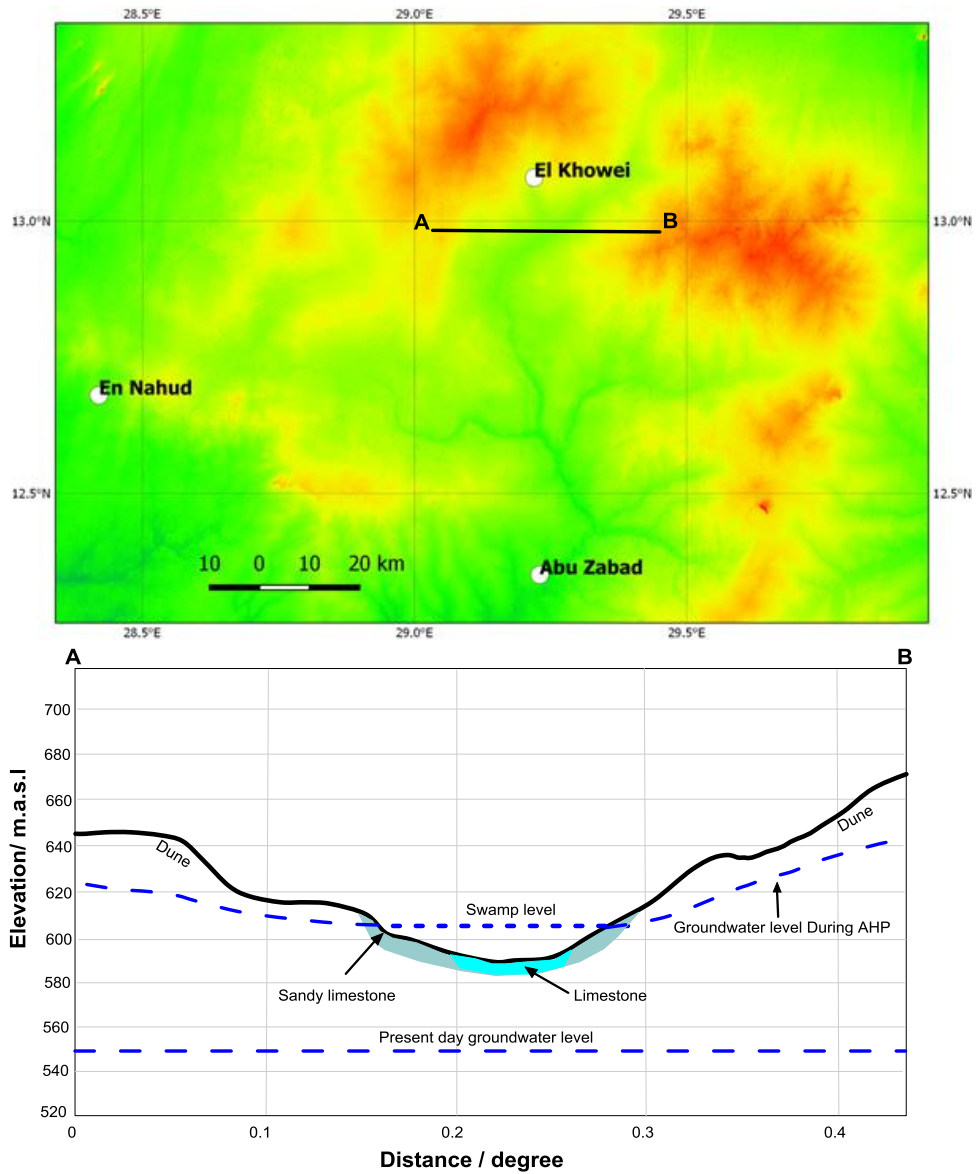 28.5°E 29.0°E 29.5°E
El Khowei
13.0°N A B 13.0°N
En Nahud
12.5°N 12.5°N
10 0 10 20 km
Abu Zabad
28.5°E 29.0°E 29.5°E
A B
700
680
660
640
620
600
580
560
540
520
Elevation/ m.a.s.l
Dune
Dune
Swamp level
Groundwater level During AHP
Sandy limestone
Limestone
Present day groundwater level
0 0.1 0.2 0.3 0.4
Distance / degree